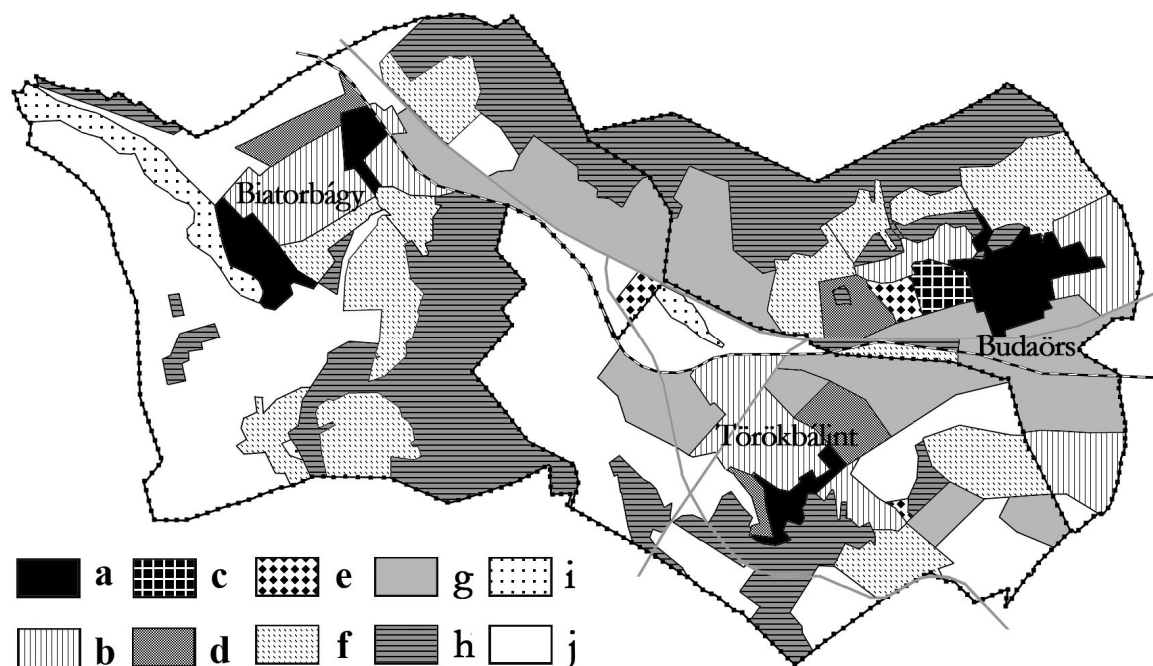 Biatorbágy
Budaörs
Törökbálint
a c e g i
b d f h j